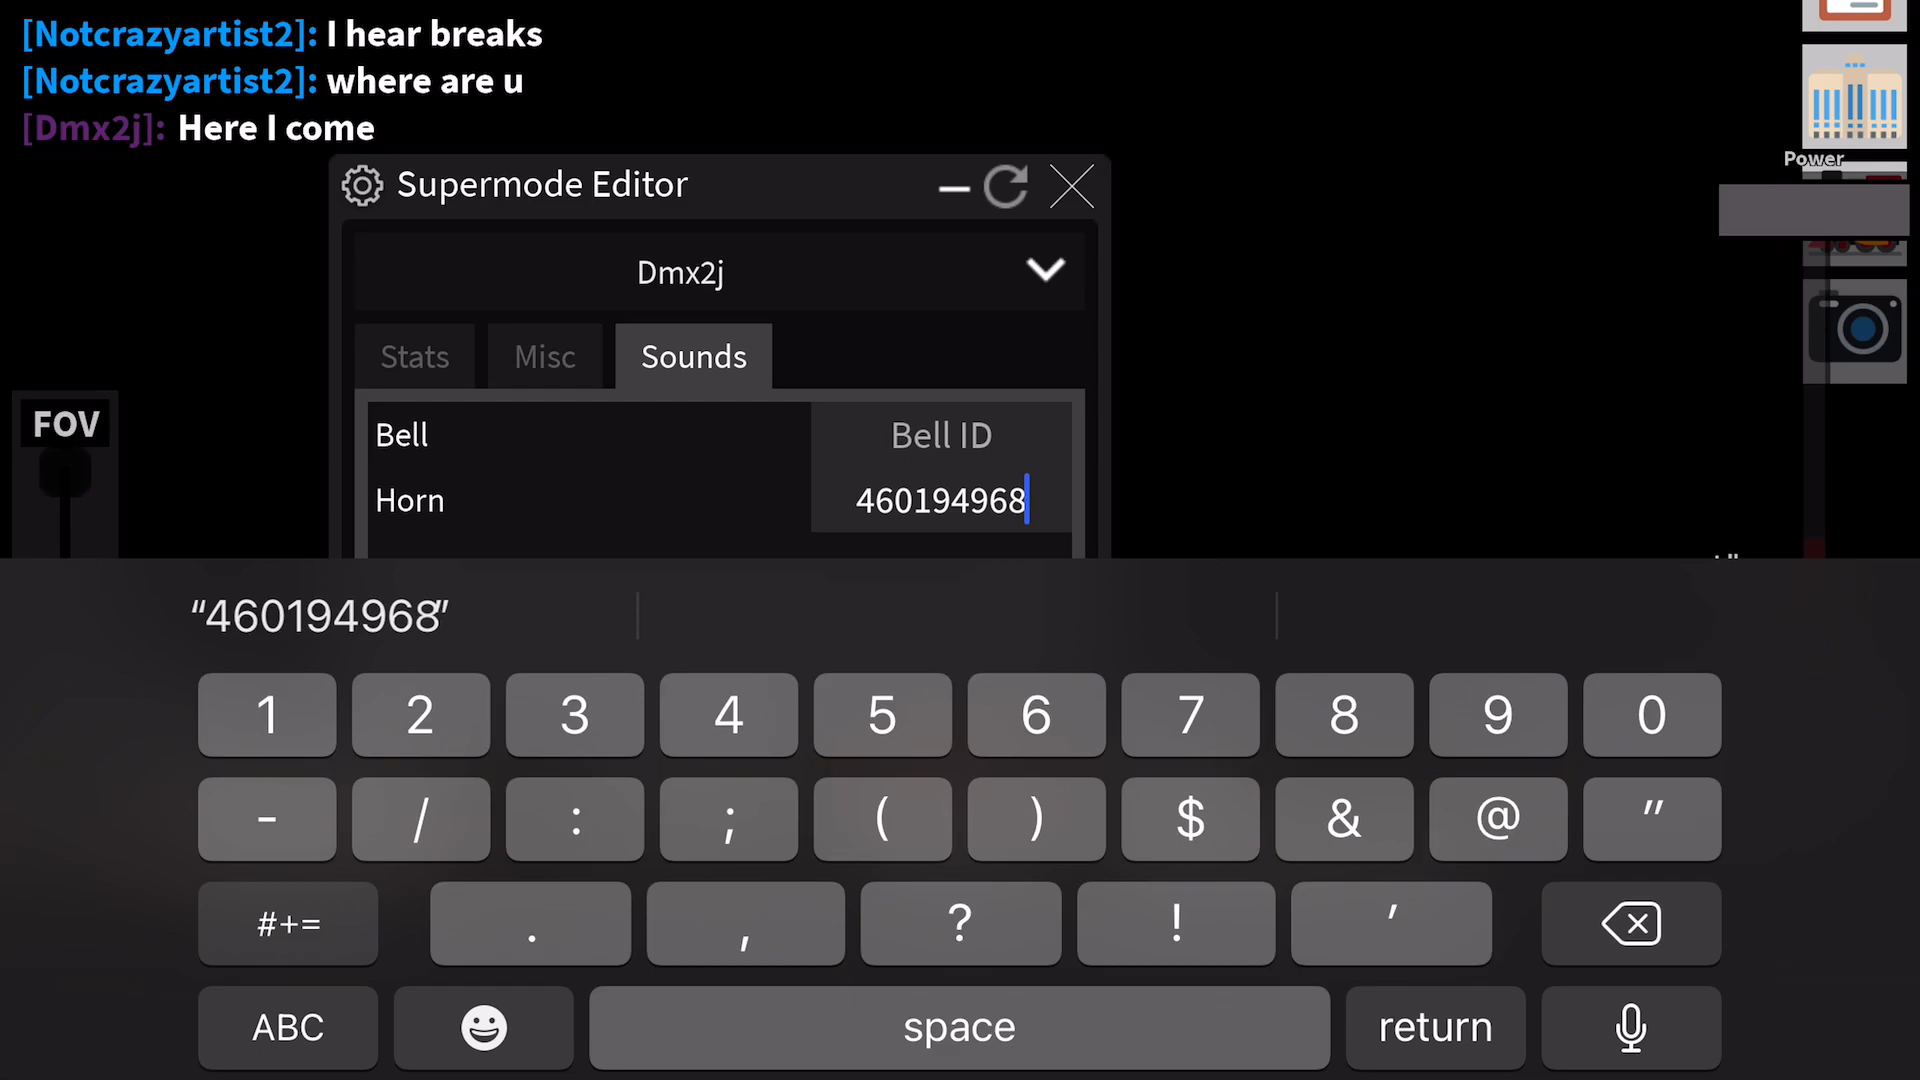 [Notcrazyartist2]: I hear breaks
[Notcrazyartist2]: where are u
[Dmx2j]: Here I come
Power
Supermode Editor
Dmx2j
Stats Misc Sounds
FOV
Bell Bell ID
Horn 460194968
“460194968”
1 2 3 4 5 6 7 8 9 0
- / : ; ( ) $ & @ "
#+= . , ? ! '
ABC space return